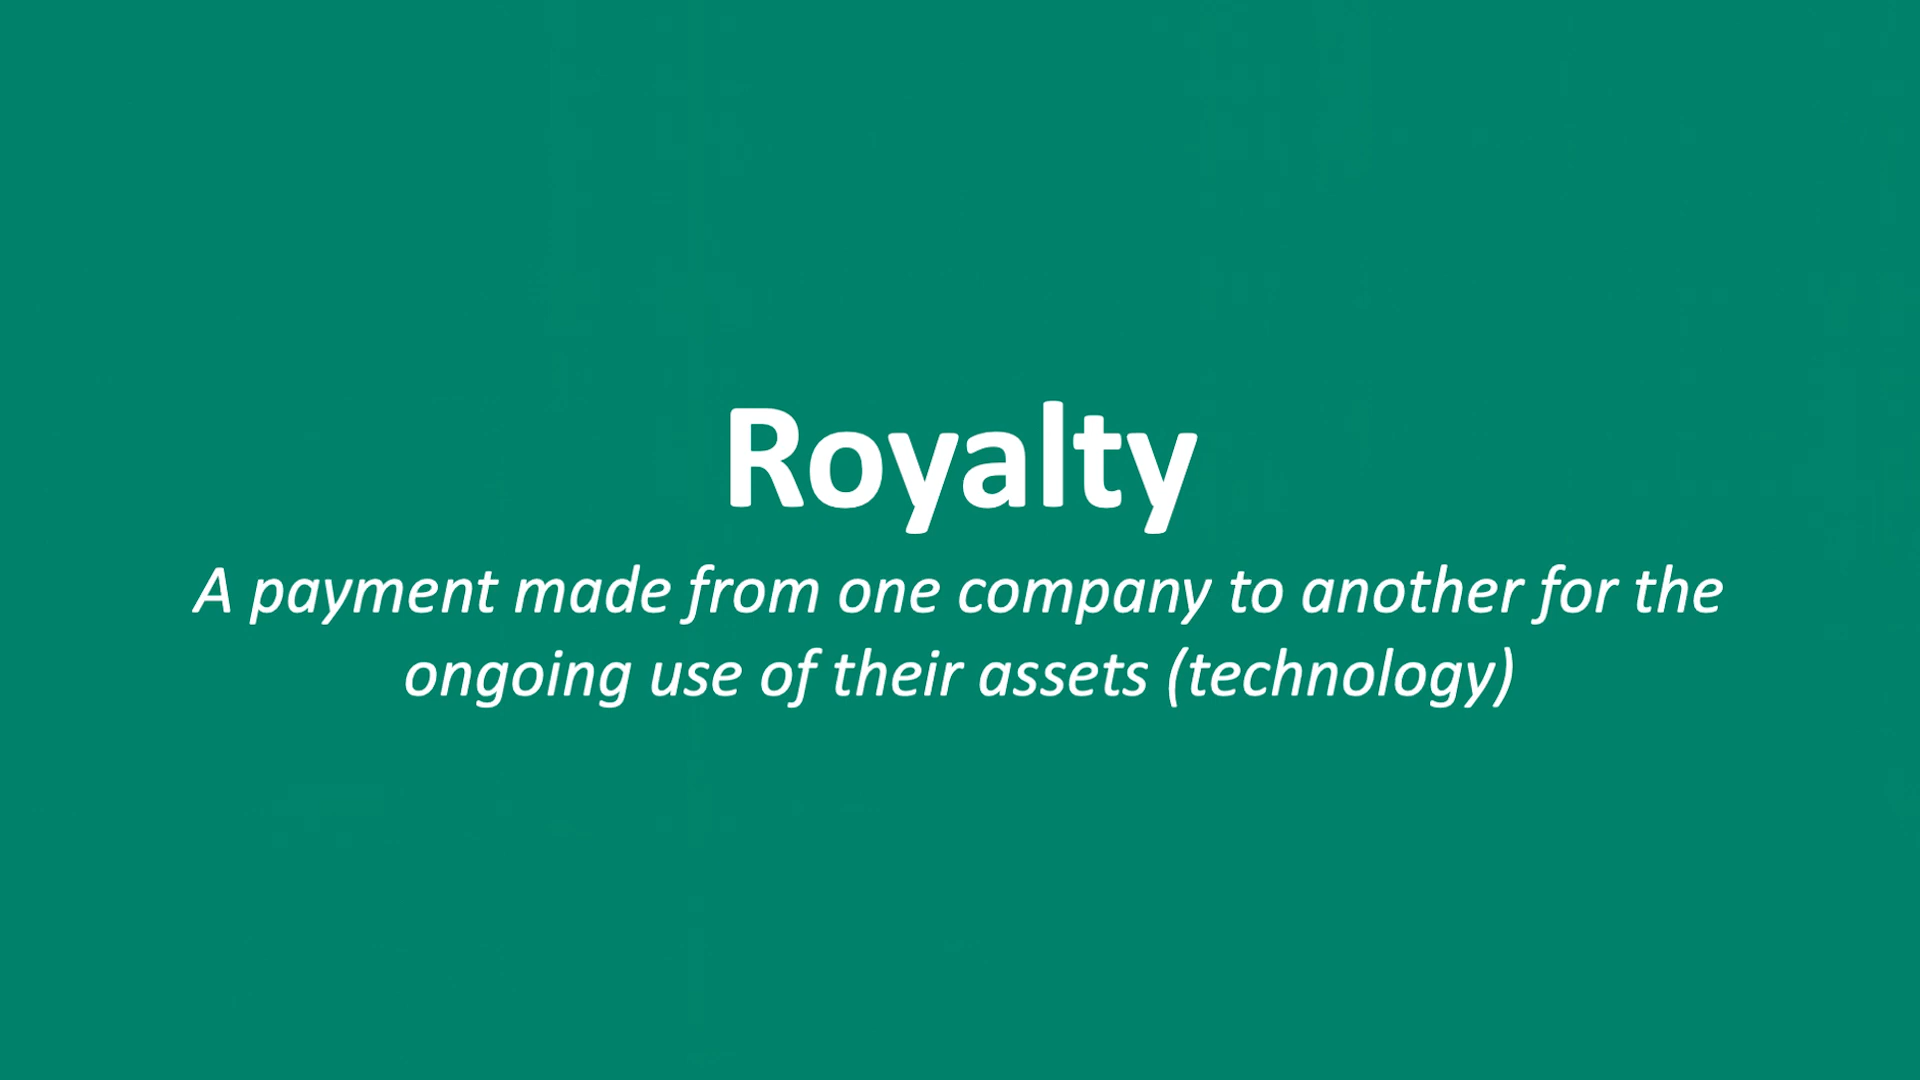 Royalty
A payment made from one company to another for the
ongoing use of their assets (technology)